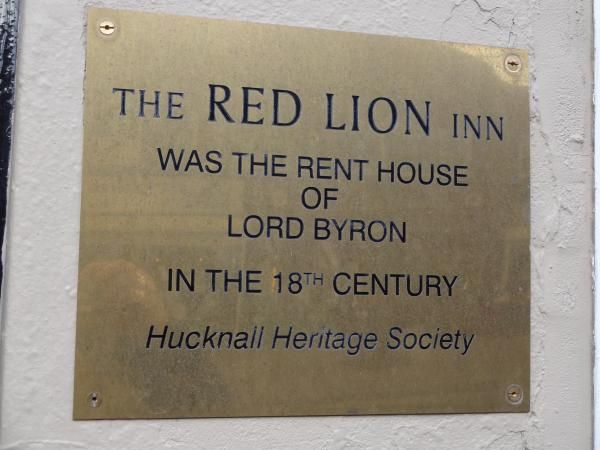 THE RED LION INN
WAS THE RENT HOUSE
OF
LORD BYRON
IN THE 18TH CENTURY
Hucknall Heritage Society